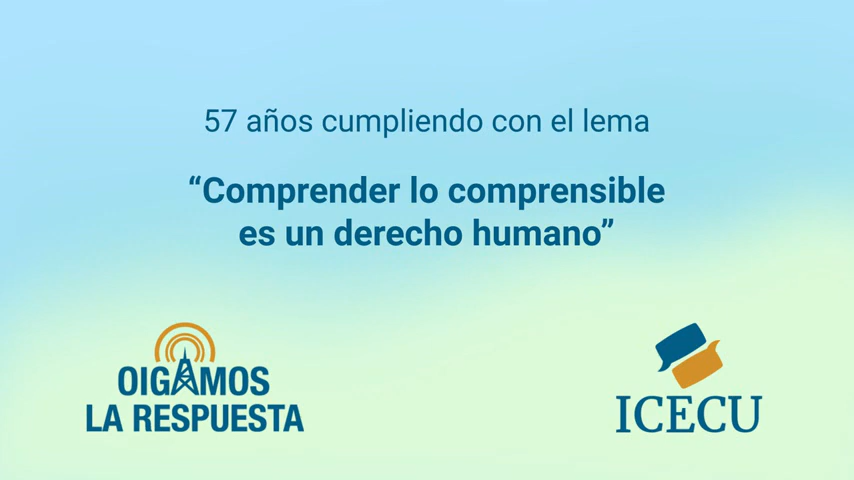 57 años cumpliendo con el lema
“Comprender lo comprensible
es un derecho humano”
OIGAMOS
LA RESPUESTA
ICECU